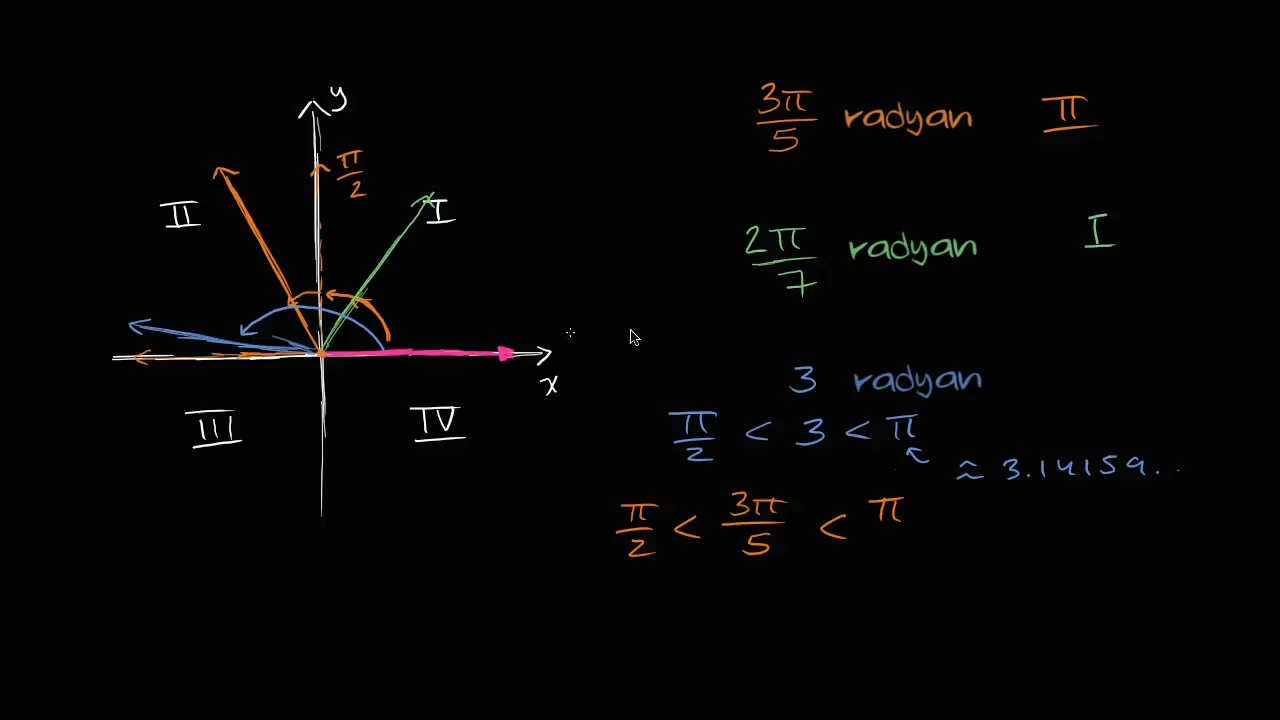 y
π/2
II
I
x
III
IV
3π/5 radyan II
2π/7 radyan I
3 radyan
π/2 < 3 < π
≈ 3.14159...
π/2 < 3π/5 < π